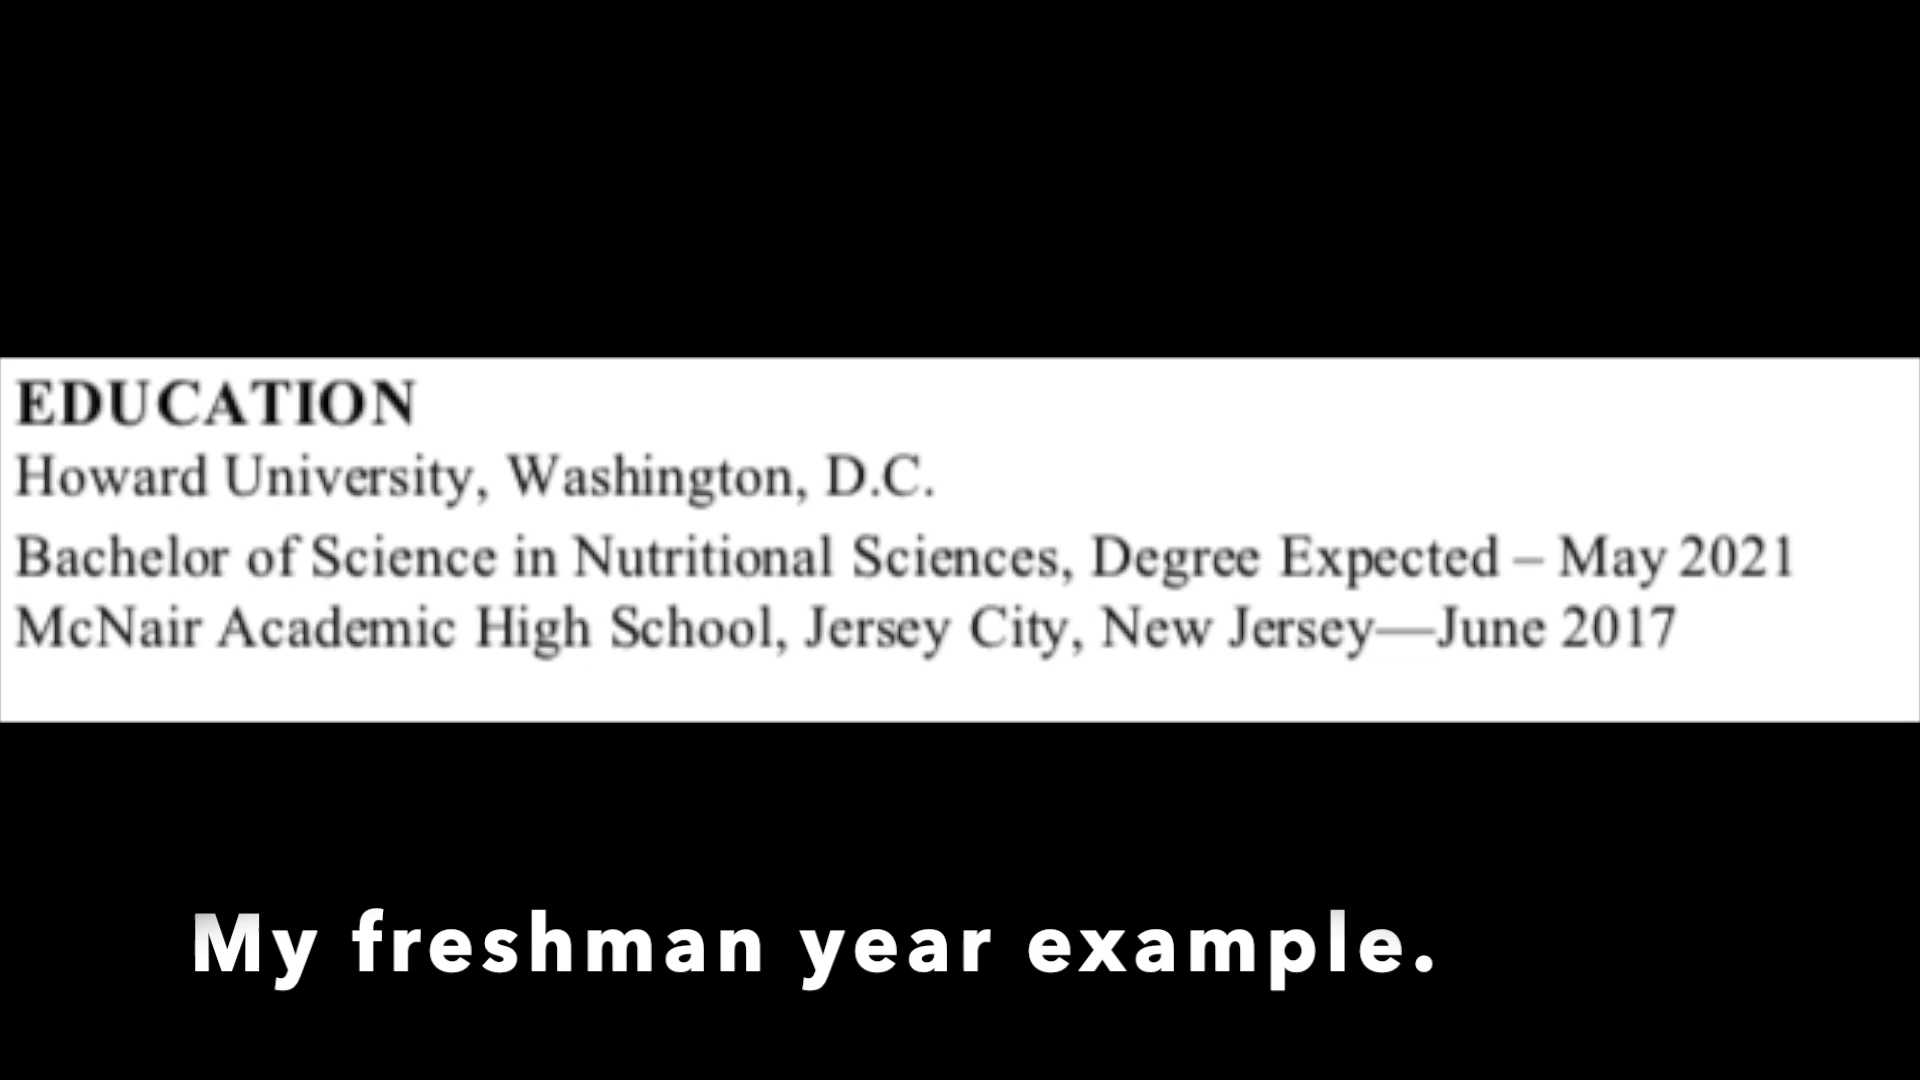 EDUCATION
Howard University, Washington, D.C.
Bachelor of Science in Nutritional Sciences, Degree Expected – May 2021
McNair Academic High School, Jersey City, New Jersey—June 2017
My freshman year example.